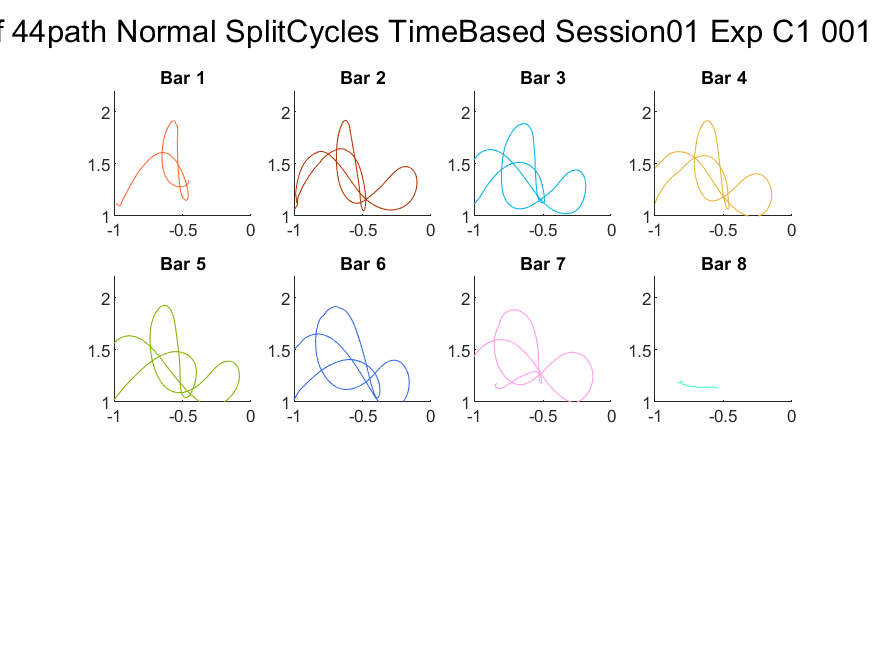 f 44path Normal SplitCycles TimeBased Session01 Exp C1 001
Bar 1 Bar 2 Bar 3 Bar 4
2 2 2 2
1.5 1.5 1.5 1.5
1 1 1 1
-1 -0.5 0 -1 -0.5 0 -1 -0.5 0 -1 -0.5 0
Bar 5 Bar 6 Bar 7 Bar 8
2 2 2 2
1.5 1.5 1.5 1.5
1 1 1 1
-1 -0.5 0 -1 -0.5 0 -1 -0.5 0 -1 -0.5 0